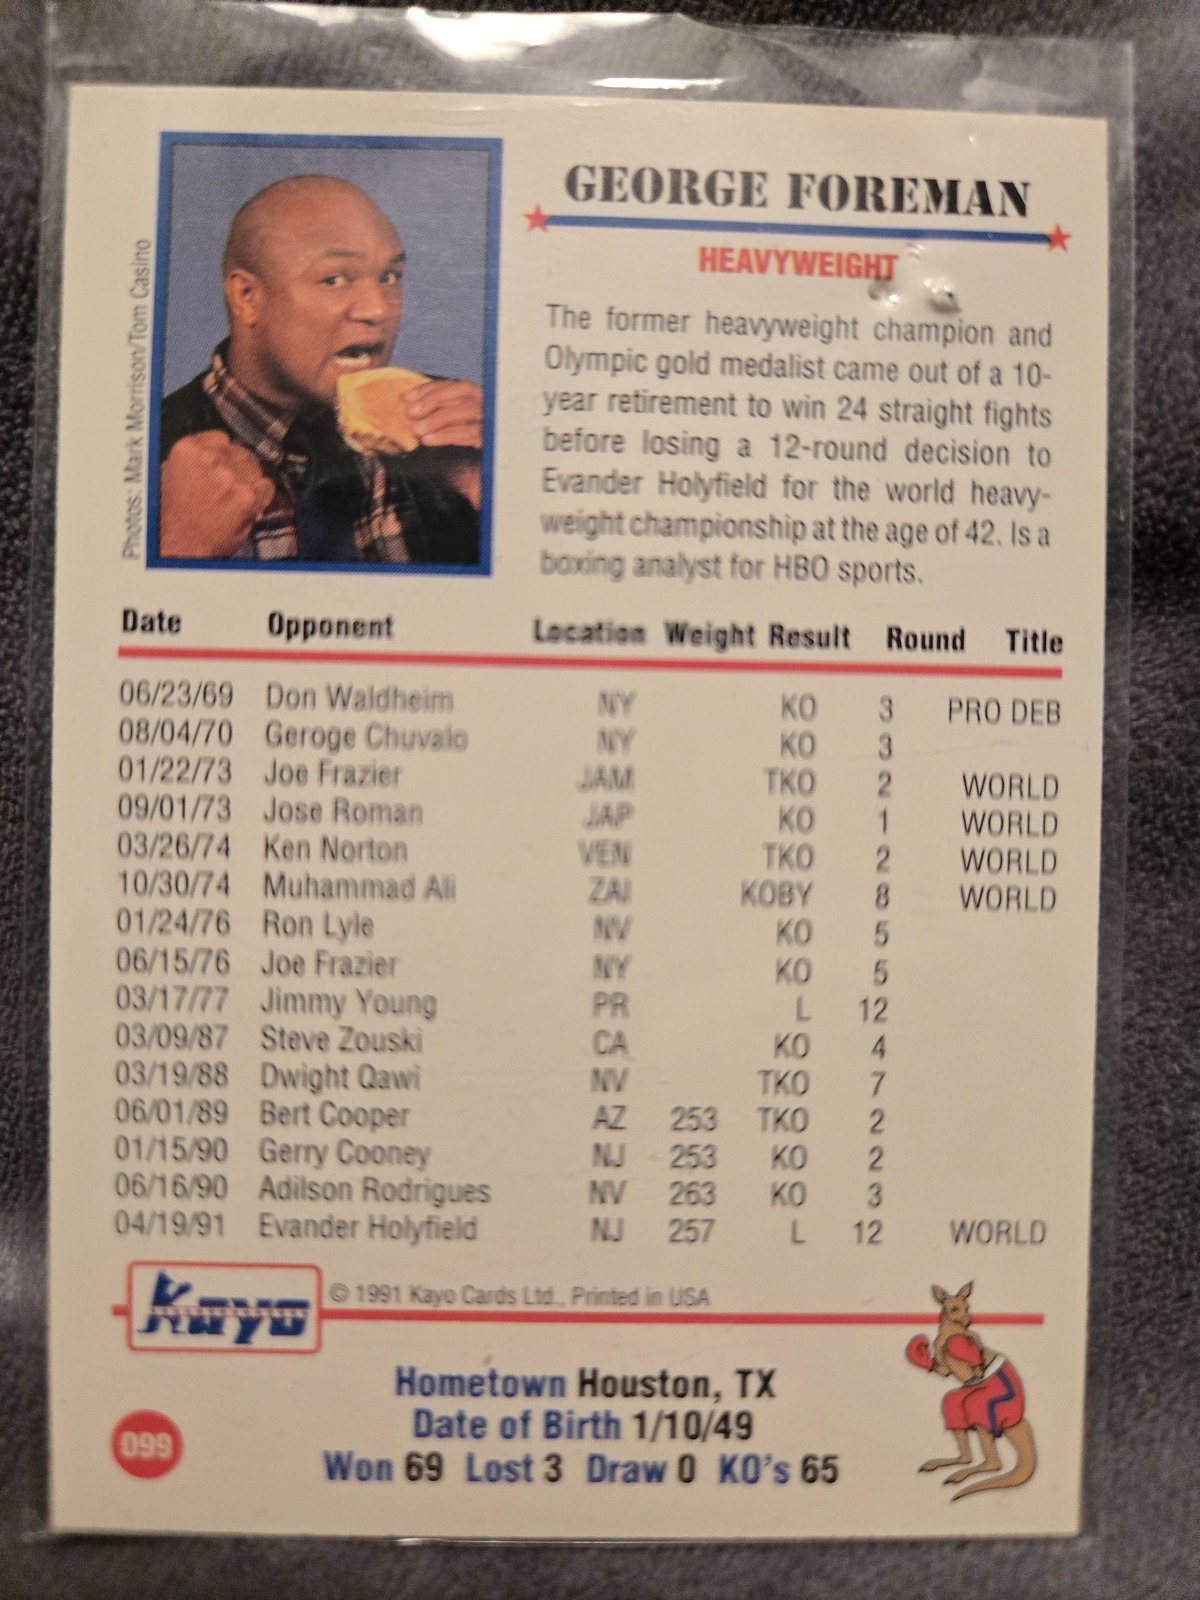 GEORGE FOREMAN
HEAVYWEIGHT
Photos: Mark Morrison/Tom Casino
The former heavyweight champion and
Olympic gold medalist came out of a 10-
year retirement to win 24 straight fights
before losing a 12-round decision to
Evander Holyfield for the world heavy-
weight championship at the age of 42. Is a
boxing analyst for HBO sports.
Date Opponent Location Weight Result Round Title
06/23/69 Don Waldheim NY KO 3 PRO DEB
08/04/70 Geroge Chuvalo NY KO 3
01/22/73 Joe Frazier JAM TKO 2 WORLD
09/01/73 Jose Roman JAP KO 1 WORLD
03/26/74 Ken Norton VEN TKO 2 WORLD
10/30/74 Muhammad Ali ZAI KOBY 8 WORLD
01/24/76 Ron Lyle NV KO 5
06/15/76 Joe Frazier NY KO 5
03/17/77 Jimmy Young PR L 12
03/09/87 Steve Zouski CA KO 4
03/19/88 Dwight Qawi NV TKO 7
06/01/89 Bert Cooper AZ 253 TKO 2
01/15/90 Gerry Cooney NJ 253 KO 2
06/16/90 Adilson Rodrigues NV 263 KO 3
04/19/91 Evander Holyfield NJ 257 L 12 WORLD
Kayo © 1991 Kayo Cards Ltd., Printed in USA
Hometown Houston, TX
Date of Birth 1/10/49
099
Won 69 Lost 3 Draw 0 KO's 65